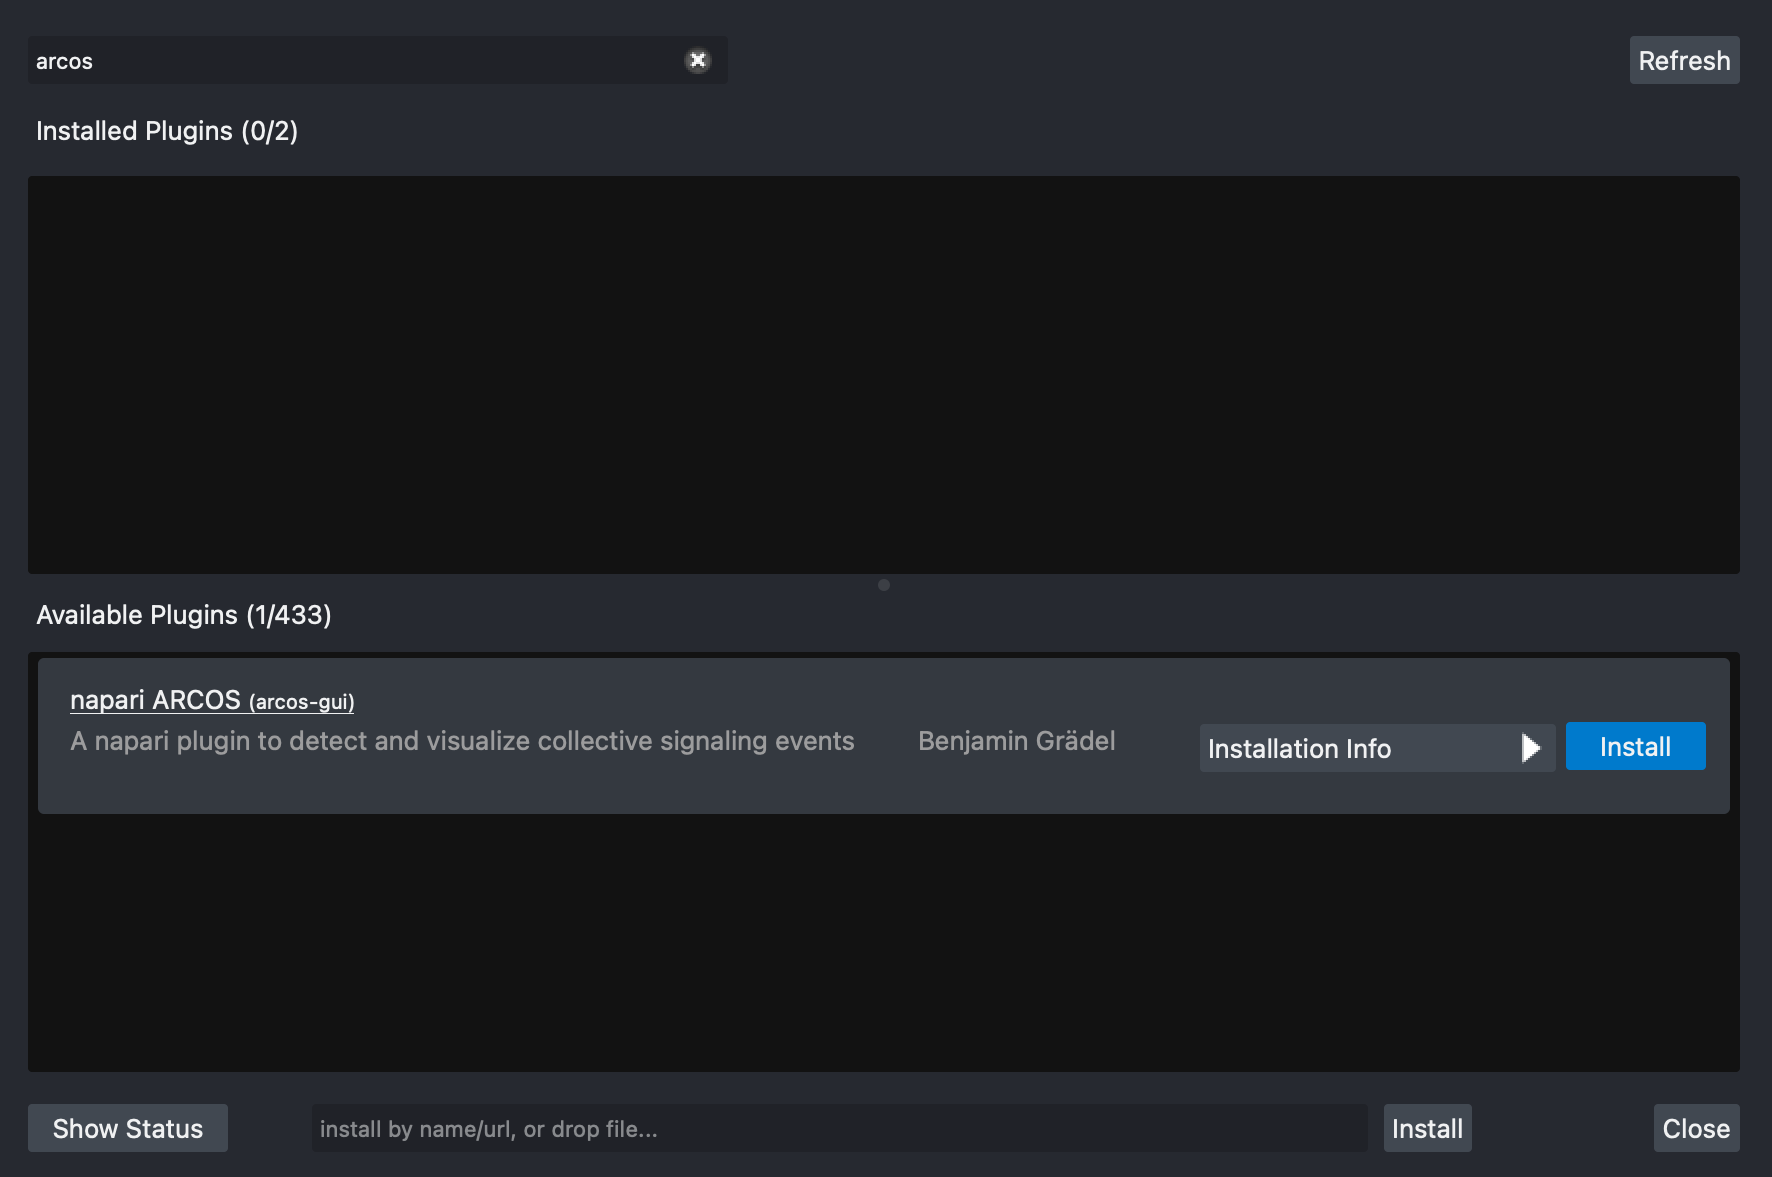 arcos
Refresh
Installed Plugins (0/2)
Available Plugins (1/433)
napari ARCOS (arcos-gui)
A napari plugin to detect and visualize collective signaling events
Benjamin Grädel
Installation Info
Install
Show Status
install by name/url, or drop file...
Install
Close